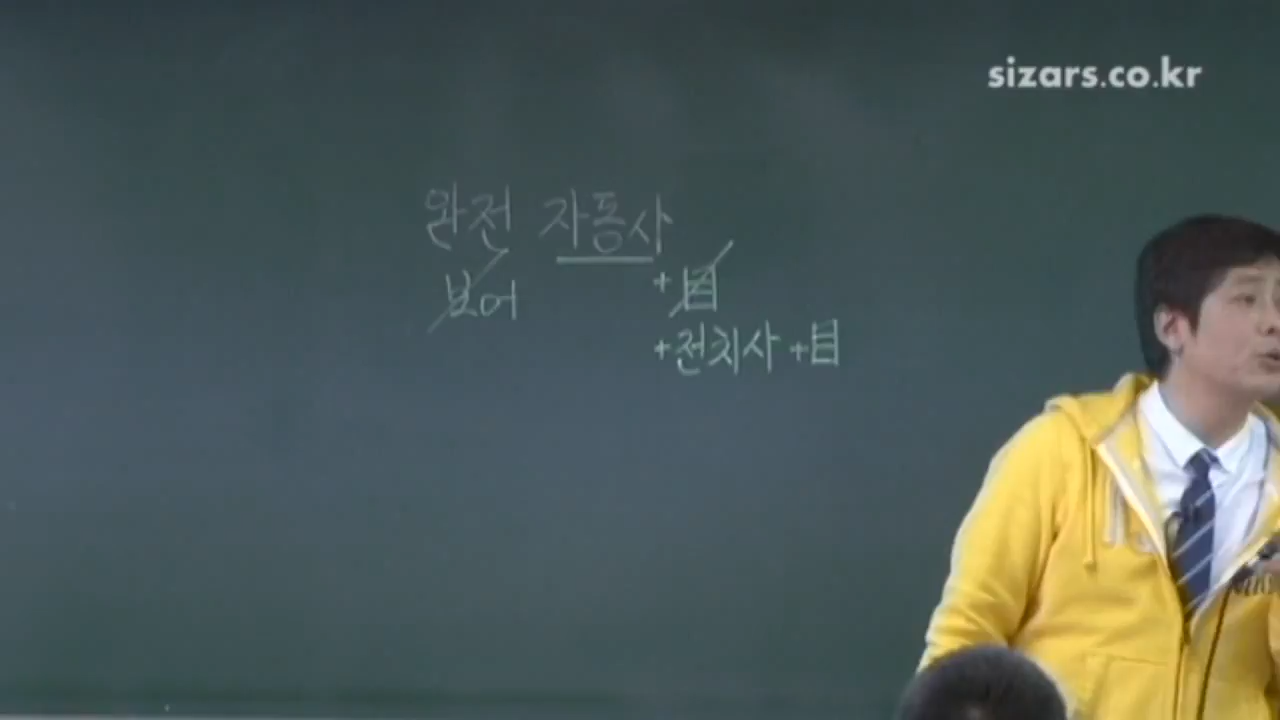 sizars.co.kr
완전 자동사
보어 +目
+전치사 +目